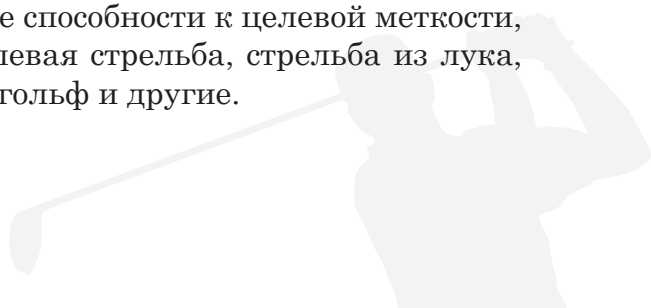 е способности к целевой меткости,
левая стрельба, стрельба из лука,
гольф и другие.